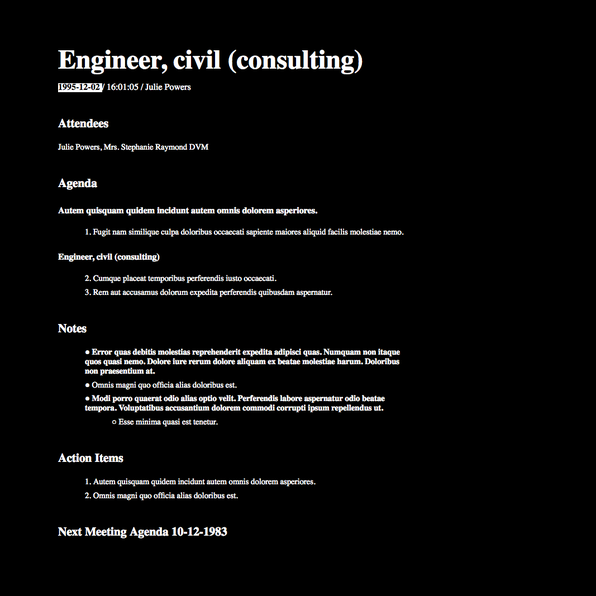 Engineer, civil (consulting)
1995-12-02 / 16:01:05 / Julie Powers
Attendees
Julie Powers, Mrs. Stephanie Raymond DVM
Agenda
Autem quisquam quidem incidunt autem omnis dolorem asperiores.
1. Fugit nam similique culpa doloribus occaecati sapiente maiores aliquid facilis molestiae nemo.
Engineer, civil (consulting)
2. Cumque placeat temporibus perferendis iusto occaecati.
3. Rem aut accusamus dolorum expedita perferendis quibusdam aspernatur.
Notes
● Error quas debitis molestias reprehenderit expedita adipisci quas. Numquam non itaque
quos quasi nemo. Dolore iure rerum dolore aliquam ex beatae molestiae harum. Doloribus
non praesentium at.
● Omnis magni quo officia alias doloribus est.
● Modi porro quaerat odio alias optio velit. Perferendis labore aspernatur odio beatae
tempora. Voluptatibus accusantium dolorem commodi corrupti ipsum repellendus ut.
○ Esse minima quasi est tenetur.
Action Items
1. Autem quisquam quidem incidunt autem omnis dolorem asperiores.
2. Omnis magni quo officia alias doloribus est.
Next Meeting Agenda 10-12-1983